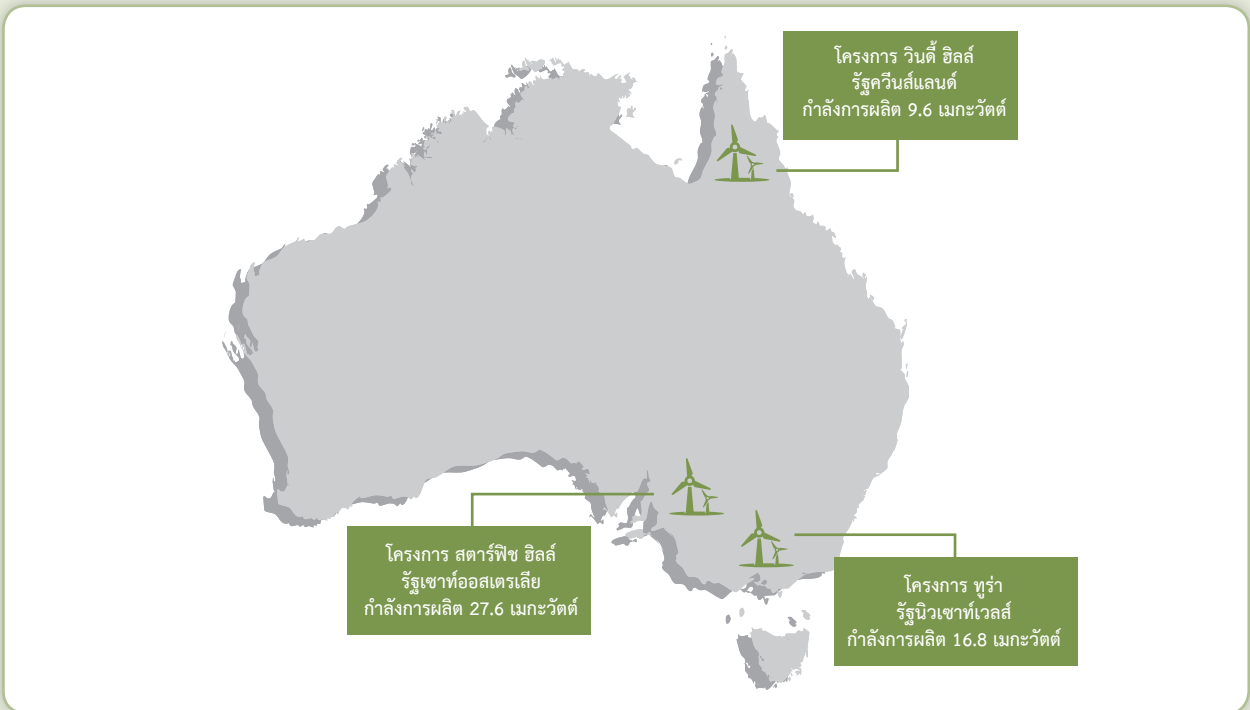 โครงการ วินดี้ ฮิลล์
รัฐควีนส์แลนด์
กำลังการผลิต 9.6 เมกะวัตต์
โครงการ สตาร์ฟิช ฮิลล์
รัฐเซาท์ออสเตรเลีย
กำลังการผลิต 27.6 เมกะวัตต์
โครงการ ทูร่า
รัฐนิวเซาท์เวลส์
กำลังการผลิต 16.8 เมกะวัตต์